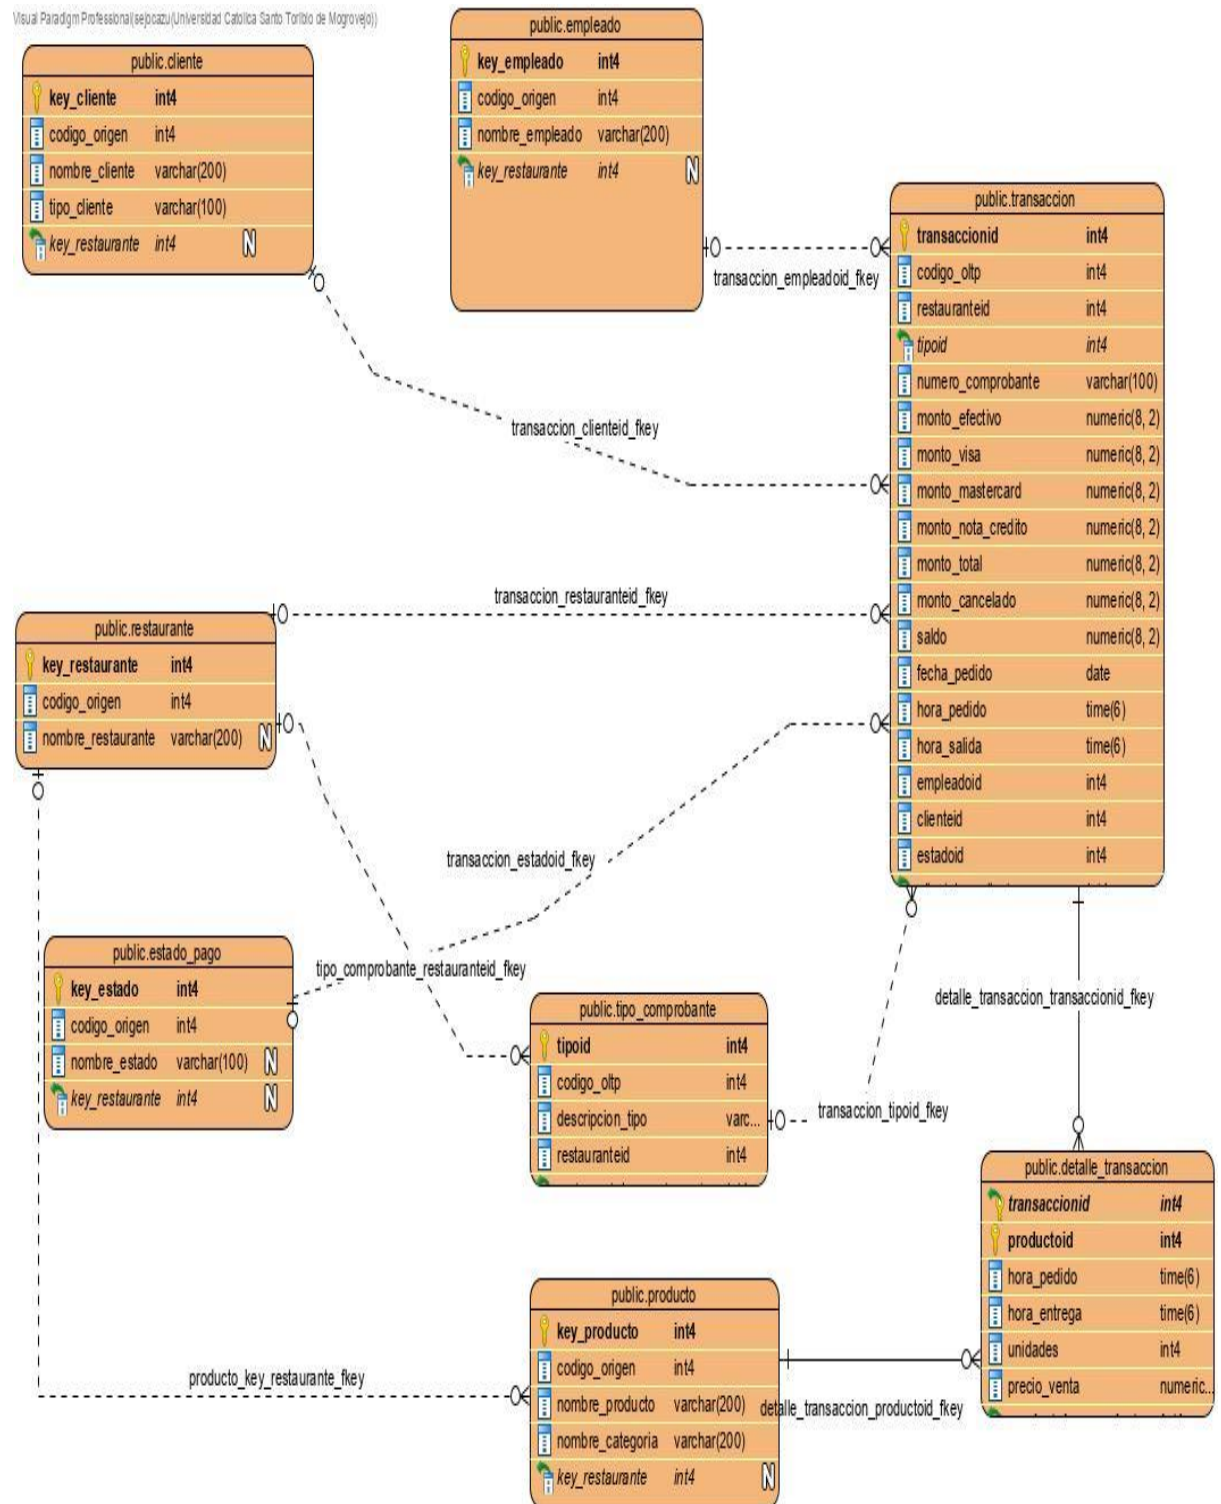 Visual Paradigm Professional(sejocazu(Universidad Catolica Santo Toribio de Mogrovejo))
public.cliente
key_cliente int4
codigo_origen int4
nombre_cliente varchar(200)
tipo_cliente varchar(100)
key_restaurante int4 N
public.empleado
key_empleado int4
codigo_origen int4
nombre_empleado varchar(200)
key_restaurante int4 N
public.transaccion
transaccionid int4
codigo_oltp int4
restauranteid int4
tipoid int4
numero_comprobante varchar(100)
monto_efectivo numeric(8, 2)
monto_visa numeric(8, 2)
monto_mastercard numeric(8, 2)
monto_nota_credito numeric(8, 2)
monto_total numeric(8, 2)
monto_cancelado numeric(8, 2)
saldo numeric(8, 2)
fecha_pedido date
hora_pedido time(6)
hora_salida time(6)
empleadoid int4
clienteid int4
estadoid int4
transaccion_empleadoid_fkey
transaccion_clienteid_fkey
transaccion_restauranteid_fkey
public.restaurante
key_restaurante int4
codigo_origen int4
nombre_restaurante varchar(200) N
transaccion_estadoid_fkey
public.estado_pago
key_estado int4
codigo_origen int4
nombre_estado varchar(100) N
key_restaurante int4 N
tipo_comprobante_restauranteid_fkey
public.tipo_comprobante
tipoid int4
codigo_oltp int4
descripcion_tipo varc...
restauranteid int4
detalle_transaccion_transaccionid_fkey
transaccion_tipoid_fkey
public.detalle_transaccion
transaccionid int4
productoid int4
hora_pedido time(6)
hora_entrega time(6)
unidades int4
precio_venta numeric...
public.producto
key_producto int4
codigo_origen int4
nombre_producto varchar(200)
nombre_categoria varchar(200)
key_restaurante int4 N
producto_key_restaurante_fkey
detalle_transaccion_productoid_fkey